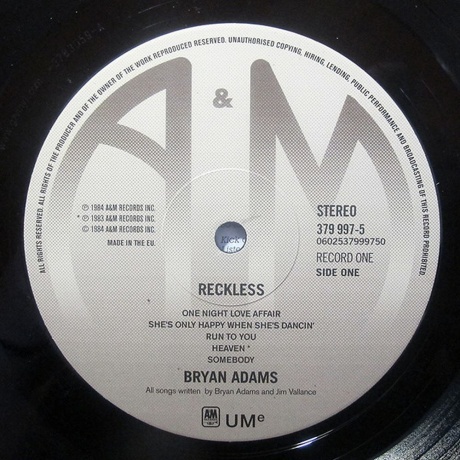 ALL RIGHTS RESERVED. ALL RIGHTS OF THE PRODUCER AND OF THE OWNER OF THE WORK REPRODUCED RESERVED. UNAUTHORISED COPYING, HIRING, LENDING, PUBLIC PERFORMANCE AND BROADCASTING OF THIS RECORD PROHIBITED.
A & M
℗ 1984 A&M RECORDS INC.
* ℗ 1983 A&M RECORDS INC.
© 1984 A&M RECORDS INC.
MADE IN THE EU.
STEREO
379 997-5
0602537999750
RECORD ONE
SIDE ONE
RECKLESS
ONE NIGHT LOVE AFFAIR
SHE'S ONLY HAPPY WHEN SHE'S DANCIN'
RUN TO YOU
HEAVEN *
SOMEBODY
BRYAN ADAMS
All songs written by Bryan Adams and Jim Vallance
A&M UMe